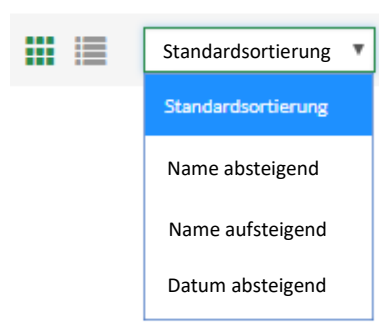 Standardsortierung
Standardsortierung
Name absteigend
Name aufsteigend
Datum absteigend